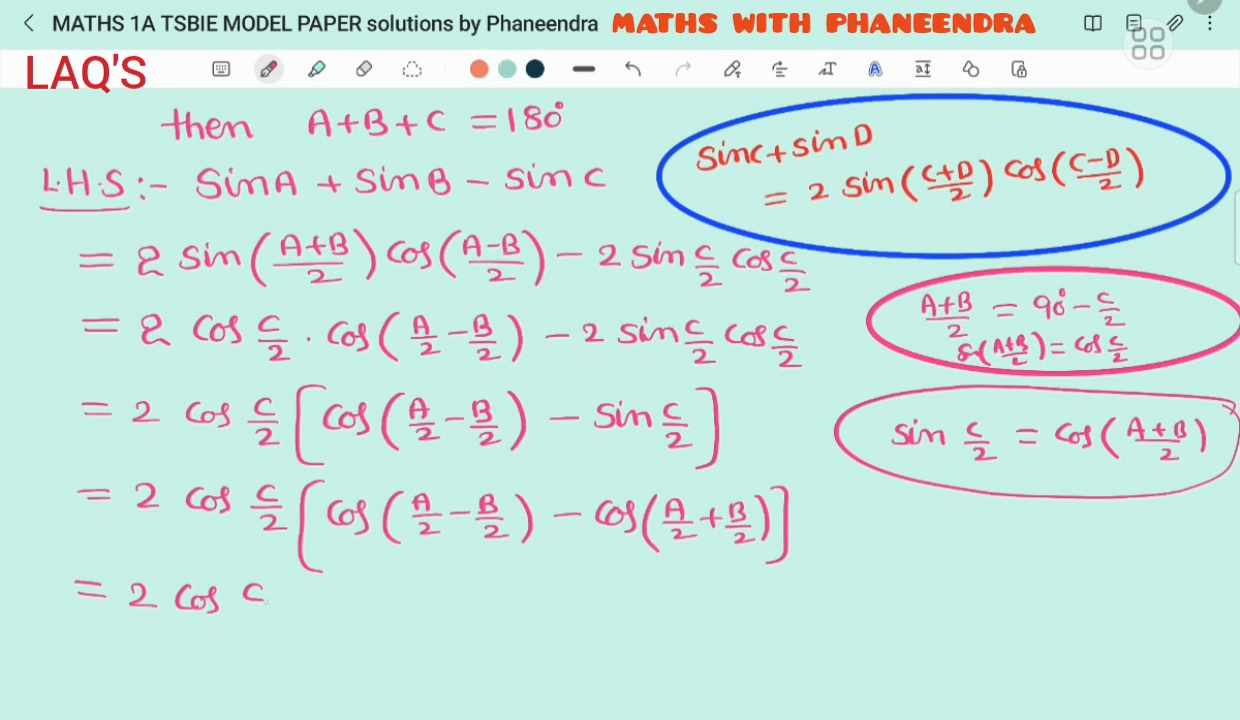 MATHS 1A TSBIE MODEL PAPER solutions by Phaneendra MATHS WITH PHANEENDRA
LAQ'S
then A+B+C = 180°
L.H.S :- SinA + SinB - SinC
= 2 Sin(A+B/2) Cos(A-B/2) - 2 Sin C/2 Cos C/2
= 2 Cos C/2 . Cos(A/2 - B/2) - 2 Sin C/2 Cos C/2
= 2 Cos C/2 [Cos(A/2 - B/2) - Sin C/2]
= 2 Cos C/2 [Cos(A/2 - B/2) - Cos(A/2 + B/2)]
= 2 Cos C
SinC + SinD
= 2 Sin(C+D/2) Cos(C-D/2)
A+B/2 = 90° - C/2
(A+B/2) = Cos C/2
Sin C/2 = Cos(A+B/2)